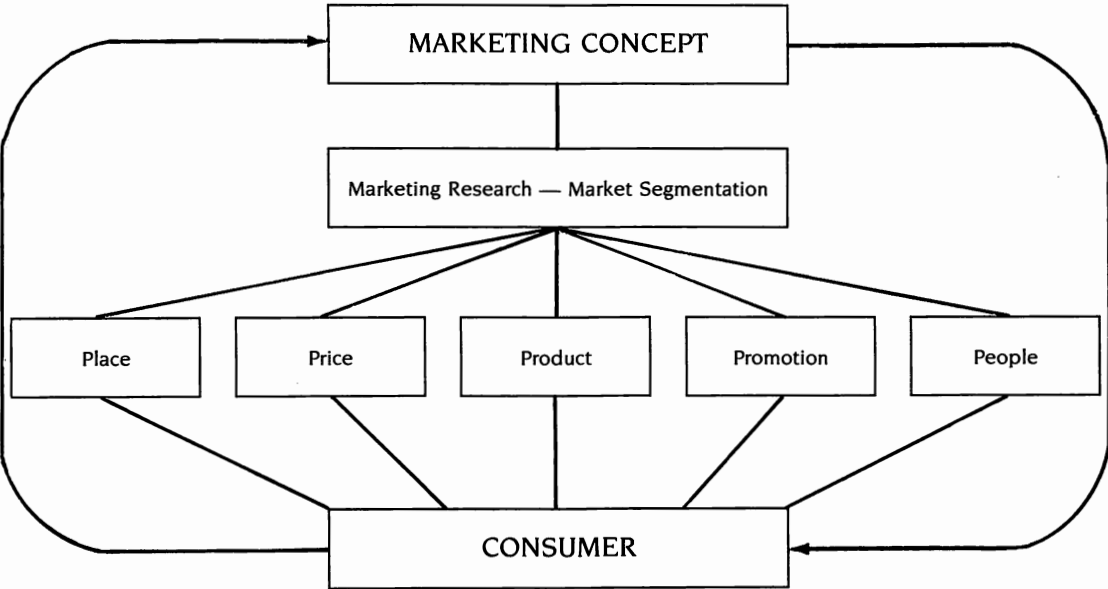 MARKETING CONCEPT
Marketing Research — Market Segmentation
Place
Price
Product
Promotion
People
CONSUMER